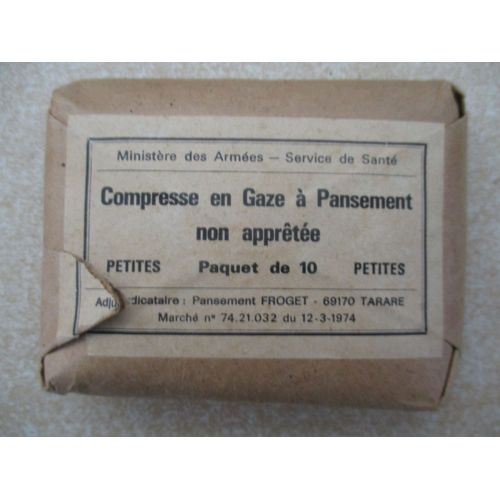 Ministère des Armées — Service de Santé
Compresse en Gaze à Pansement
non apprêtée
PETITES Paquet de 10 PETITES
Adjudicataire : Pansement FROGET - 69170 TARARE
Marché n° 74.21.032 du 12-3-1974